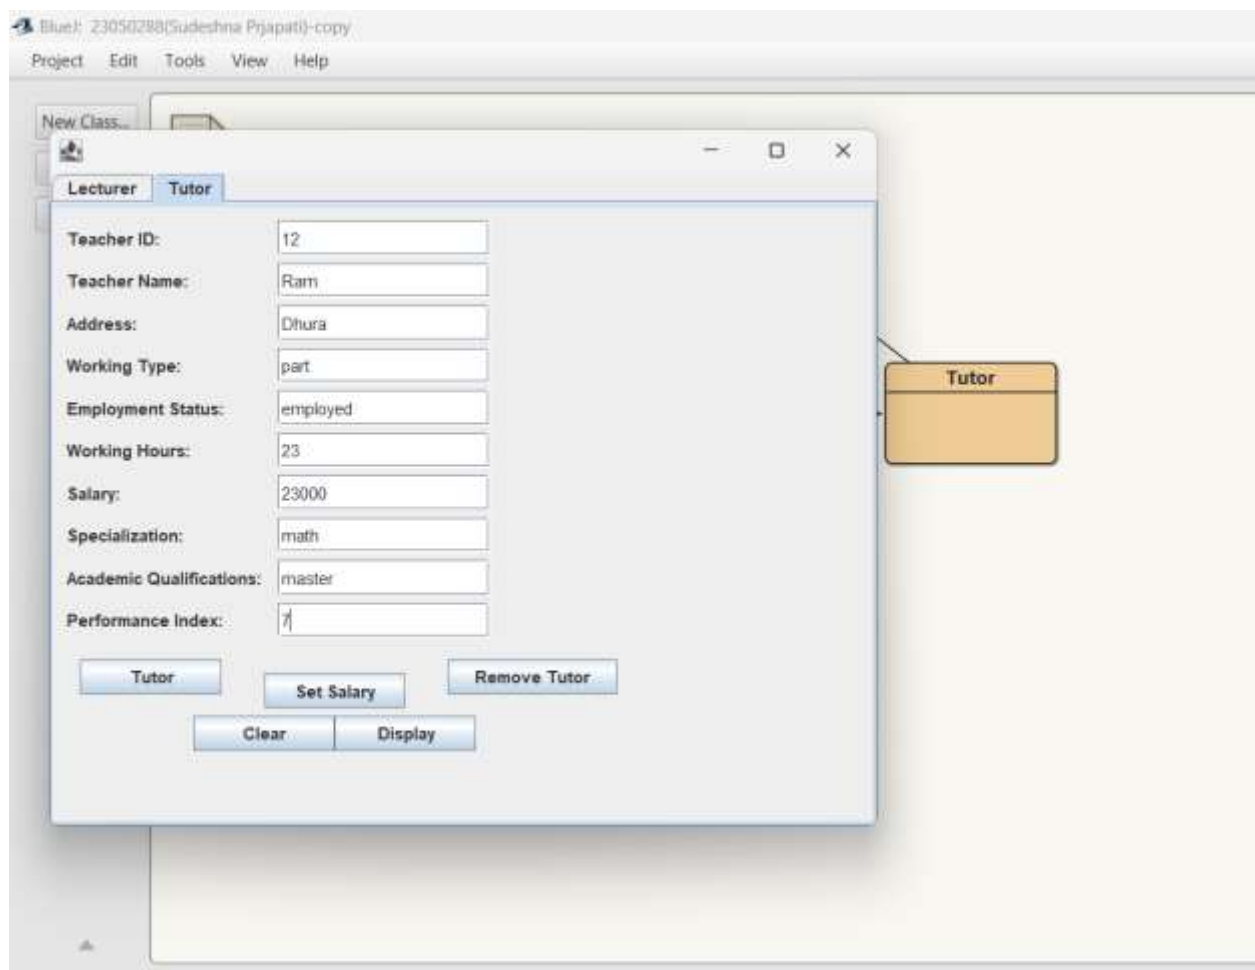 BlueJ: 23050288(Sudeshna Prjapati)-copy
Project Edit Tools View Help
New Class...
Lecturer Tutor
Teacher ID: 12
Teacher Name: Ram
Address: Dhura
Working Type: part
Employment Status: employed
Working Hours: 23
Salary: 23000
Specialization: math
Academic Qualifications: master
Performance Index: 7
Tutor Set Salary Remove Tutor
Clear Display
Tutor